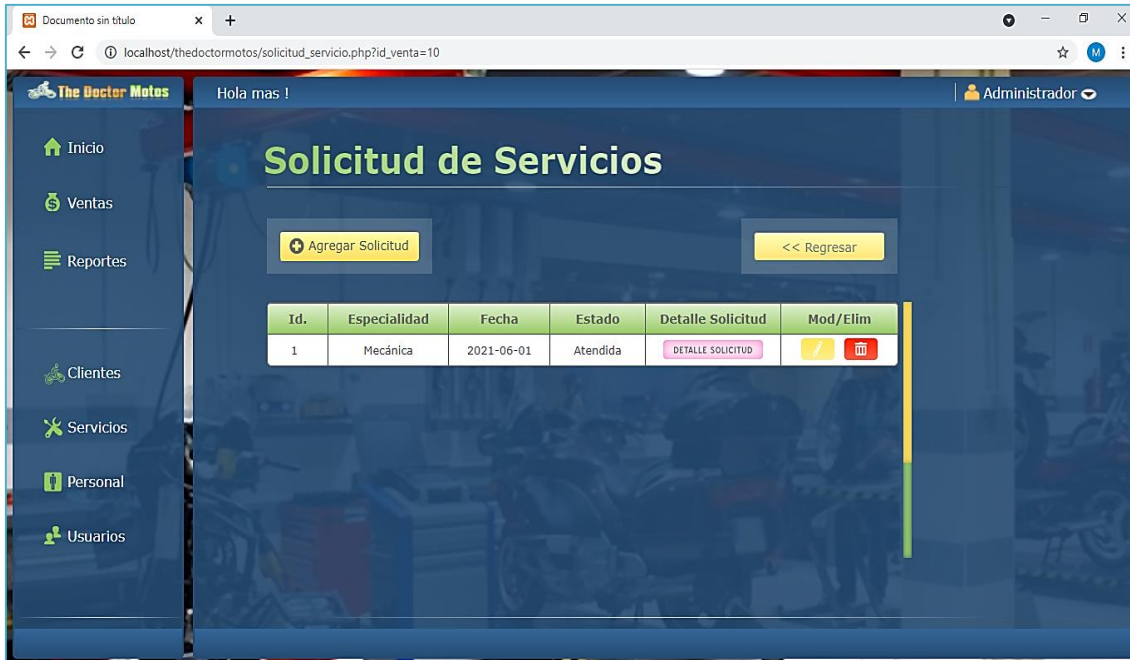 Documento sin título
localhost/thedoctormotos/solicitud_servicio.php?id_venta=10
M
The Doctor Motos
Hola mas !
Administrador
Inicio
Ventas
Reportes
Clientes
Servicios
Personal
Usuarios
Solicitud de Servicios
Agregar Solicitud
<< Regresar
Id. Especialidad Fecha Estado Detalle Solicitud Mod/Elim
1 Mecánica 2021-06-01 Atendida DETALLE SOLICITUD